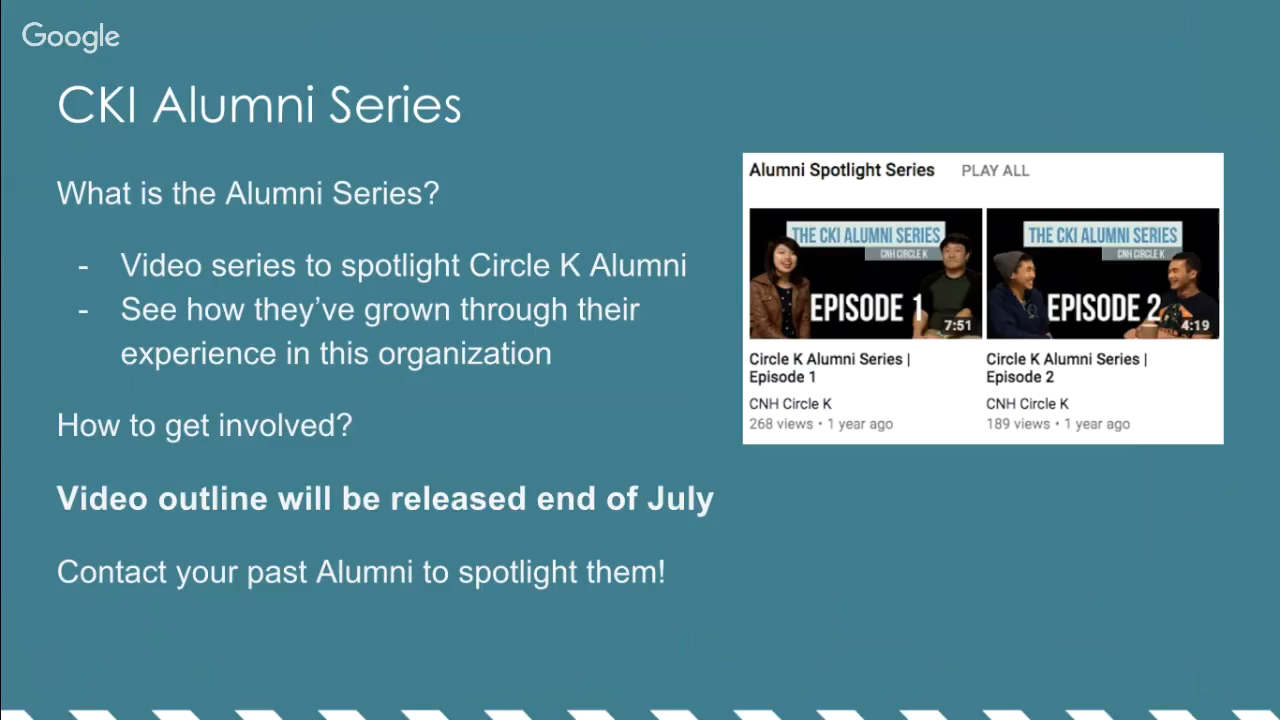 Google
CKI Alumni Series
What is the Alumni Series?
- Video series to spotlight Circle K Alumni
- See how they’ve grown through their
experience in this organization
How to get involved?
Video outline will be released end of July
Contact your past Alumni to spotlight them!
Alumni Spotlight Series PLAY ALL
THE CKI ALUMNI SERIES
CNH CIRCLE K
EPISODE 1
7:51
Circle K Alumni Series |
Episode 1
CNH Circle K
268 views • 1 year ago
THE CKI ALUMNI SERIES
CNH CIRCLE K
EPISODE 2
4:19
Circle K Alumni Series |
Episode 2
CNH Circle K
189 views • 1 year ago